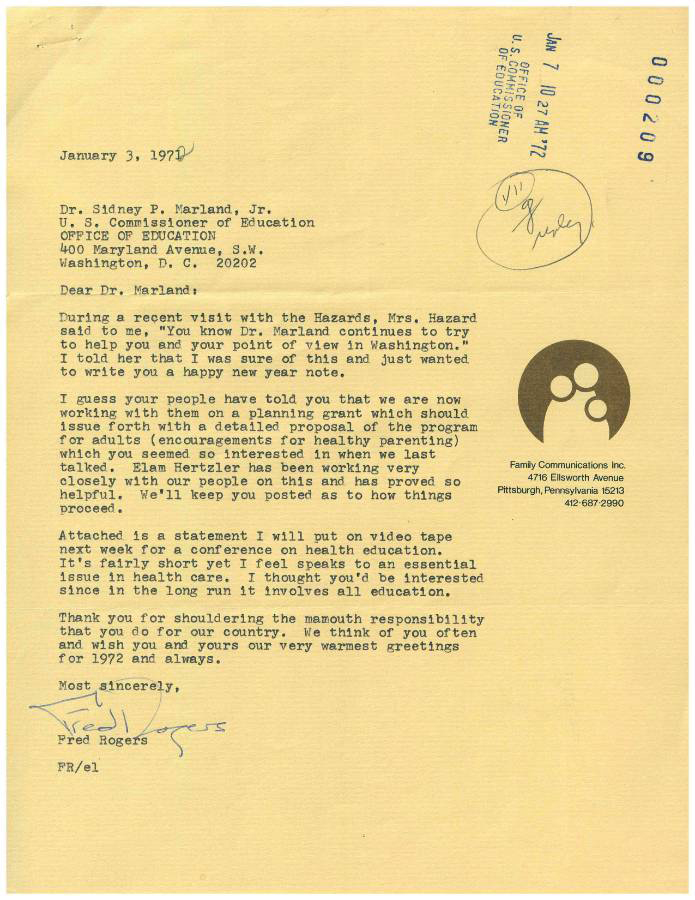 JAN 7 10 27 AM '72
OFFICE OF
U.S. COMMISSIONER
OF EDUCATION
000209
January 3, 1972
Dr. Sidney P. Marland, Jr.
U. S. Commissioner of Education
OFFICE OF EDUCATION
400 Maryland Avenue, S.W.
Washington, D. C. 20202
Dear Dr. Marland:
During a recent visit with the Hazards, Mrs. Hazard
said to me, "You know Dr. Marland continues to try
to help you and your point of view in Washington."
I told her that I was sure of this and just wanted
to write you a happy new year note.
I guess your people have told you that we are now
working with them on a planning grant which should
issue forth with a detailed proposal of the program
for adults (encouragements for healthy parenting)
which you seemed so interested in when we last
talked. Elam Hertzler has been working very
closely with our people on this and has proved so
helpful. We'll keep you posted as to how things
proceed.
Family Communications Inc.
4716 Ellsworth Avenue
Pittsburgh, Pennsylvania 15213
412-687-2990
Attached is a statement I will put on video tape
next week for a conference on health education.
It's fairly short yet I feel speaks to an essential
issue in health care. I thought you'd be interested
since in the long run it involves all education.
Thank you for shouldering the mamouth responsibility
that you do for our country. We think of you often
and wish you and yours our very warmest greetings
for 1972 and always.
Most sincerely,
Fred Rogers
Fred Rogers
FR/el